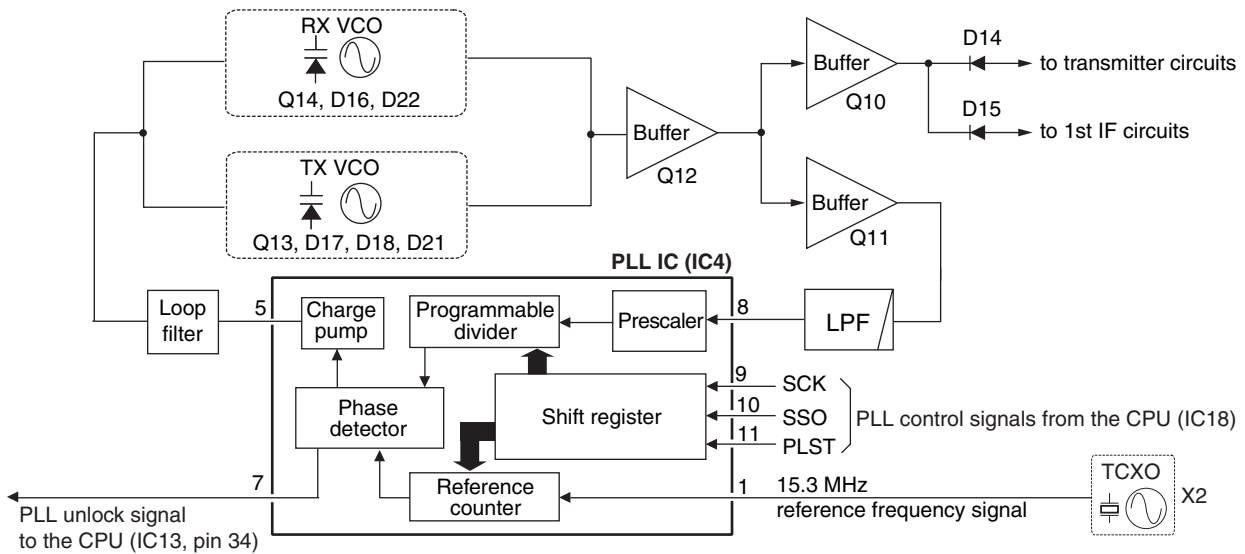 RX VCO
Q14, D16, D22
TX VCO
Q13, D17, D18, D21
Buffer
Q12
Buffer
Q10
D14
to transmitter circuits
D15
to 1st IF circuits
Buffer
Q11
PLL IC (IC4)
Loop
filter
5
Charge
pump
Programmable
divider
Prescaler
8
LPF
Phase
detector
Shift register
9
SCK
10
SSO
11
PLST
PLL control signals from the CPU (IC18)
7
PLL unlock signal
to the CPU (IC13, pin 34)
Reference
counter
1
15.3 MHz
reference frequency signal
TCXO
X2